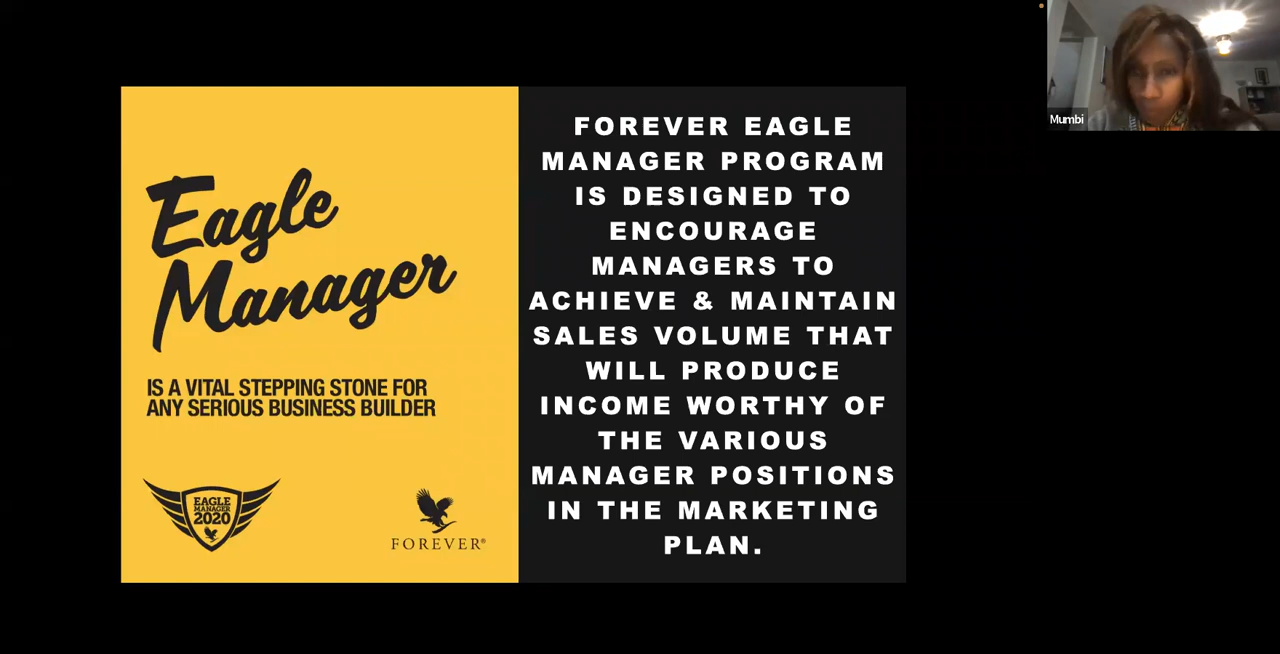 Eagle
Manager
IS A VITAL STEPPING STONE FOR
ANY SERIOUS BUSINESS BUILDER
EAGLE
MANAGER
2020
FOREVER®
FOREVER EAGLE
MANAGER PROGRAM
IS DESIGNED TO
ENCOURAGE
MANAGERS TO
ACHIEVE & MAINTAIN
SALES VOLUME THAT
WILL PRODUCE
INCOME WORTHY OF
THE VARIOUS
MANAGER POSITIONS
IN THE MARKETING
PLAN.
Mumbi